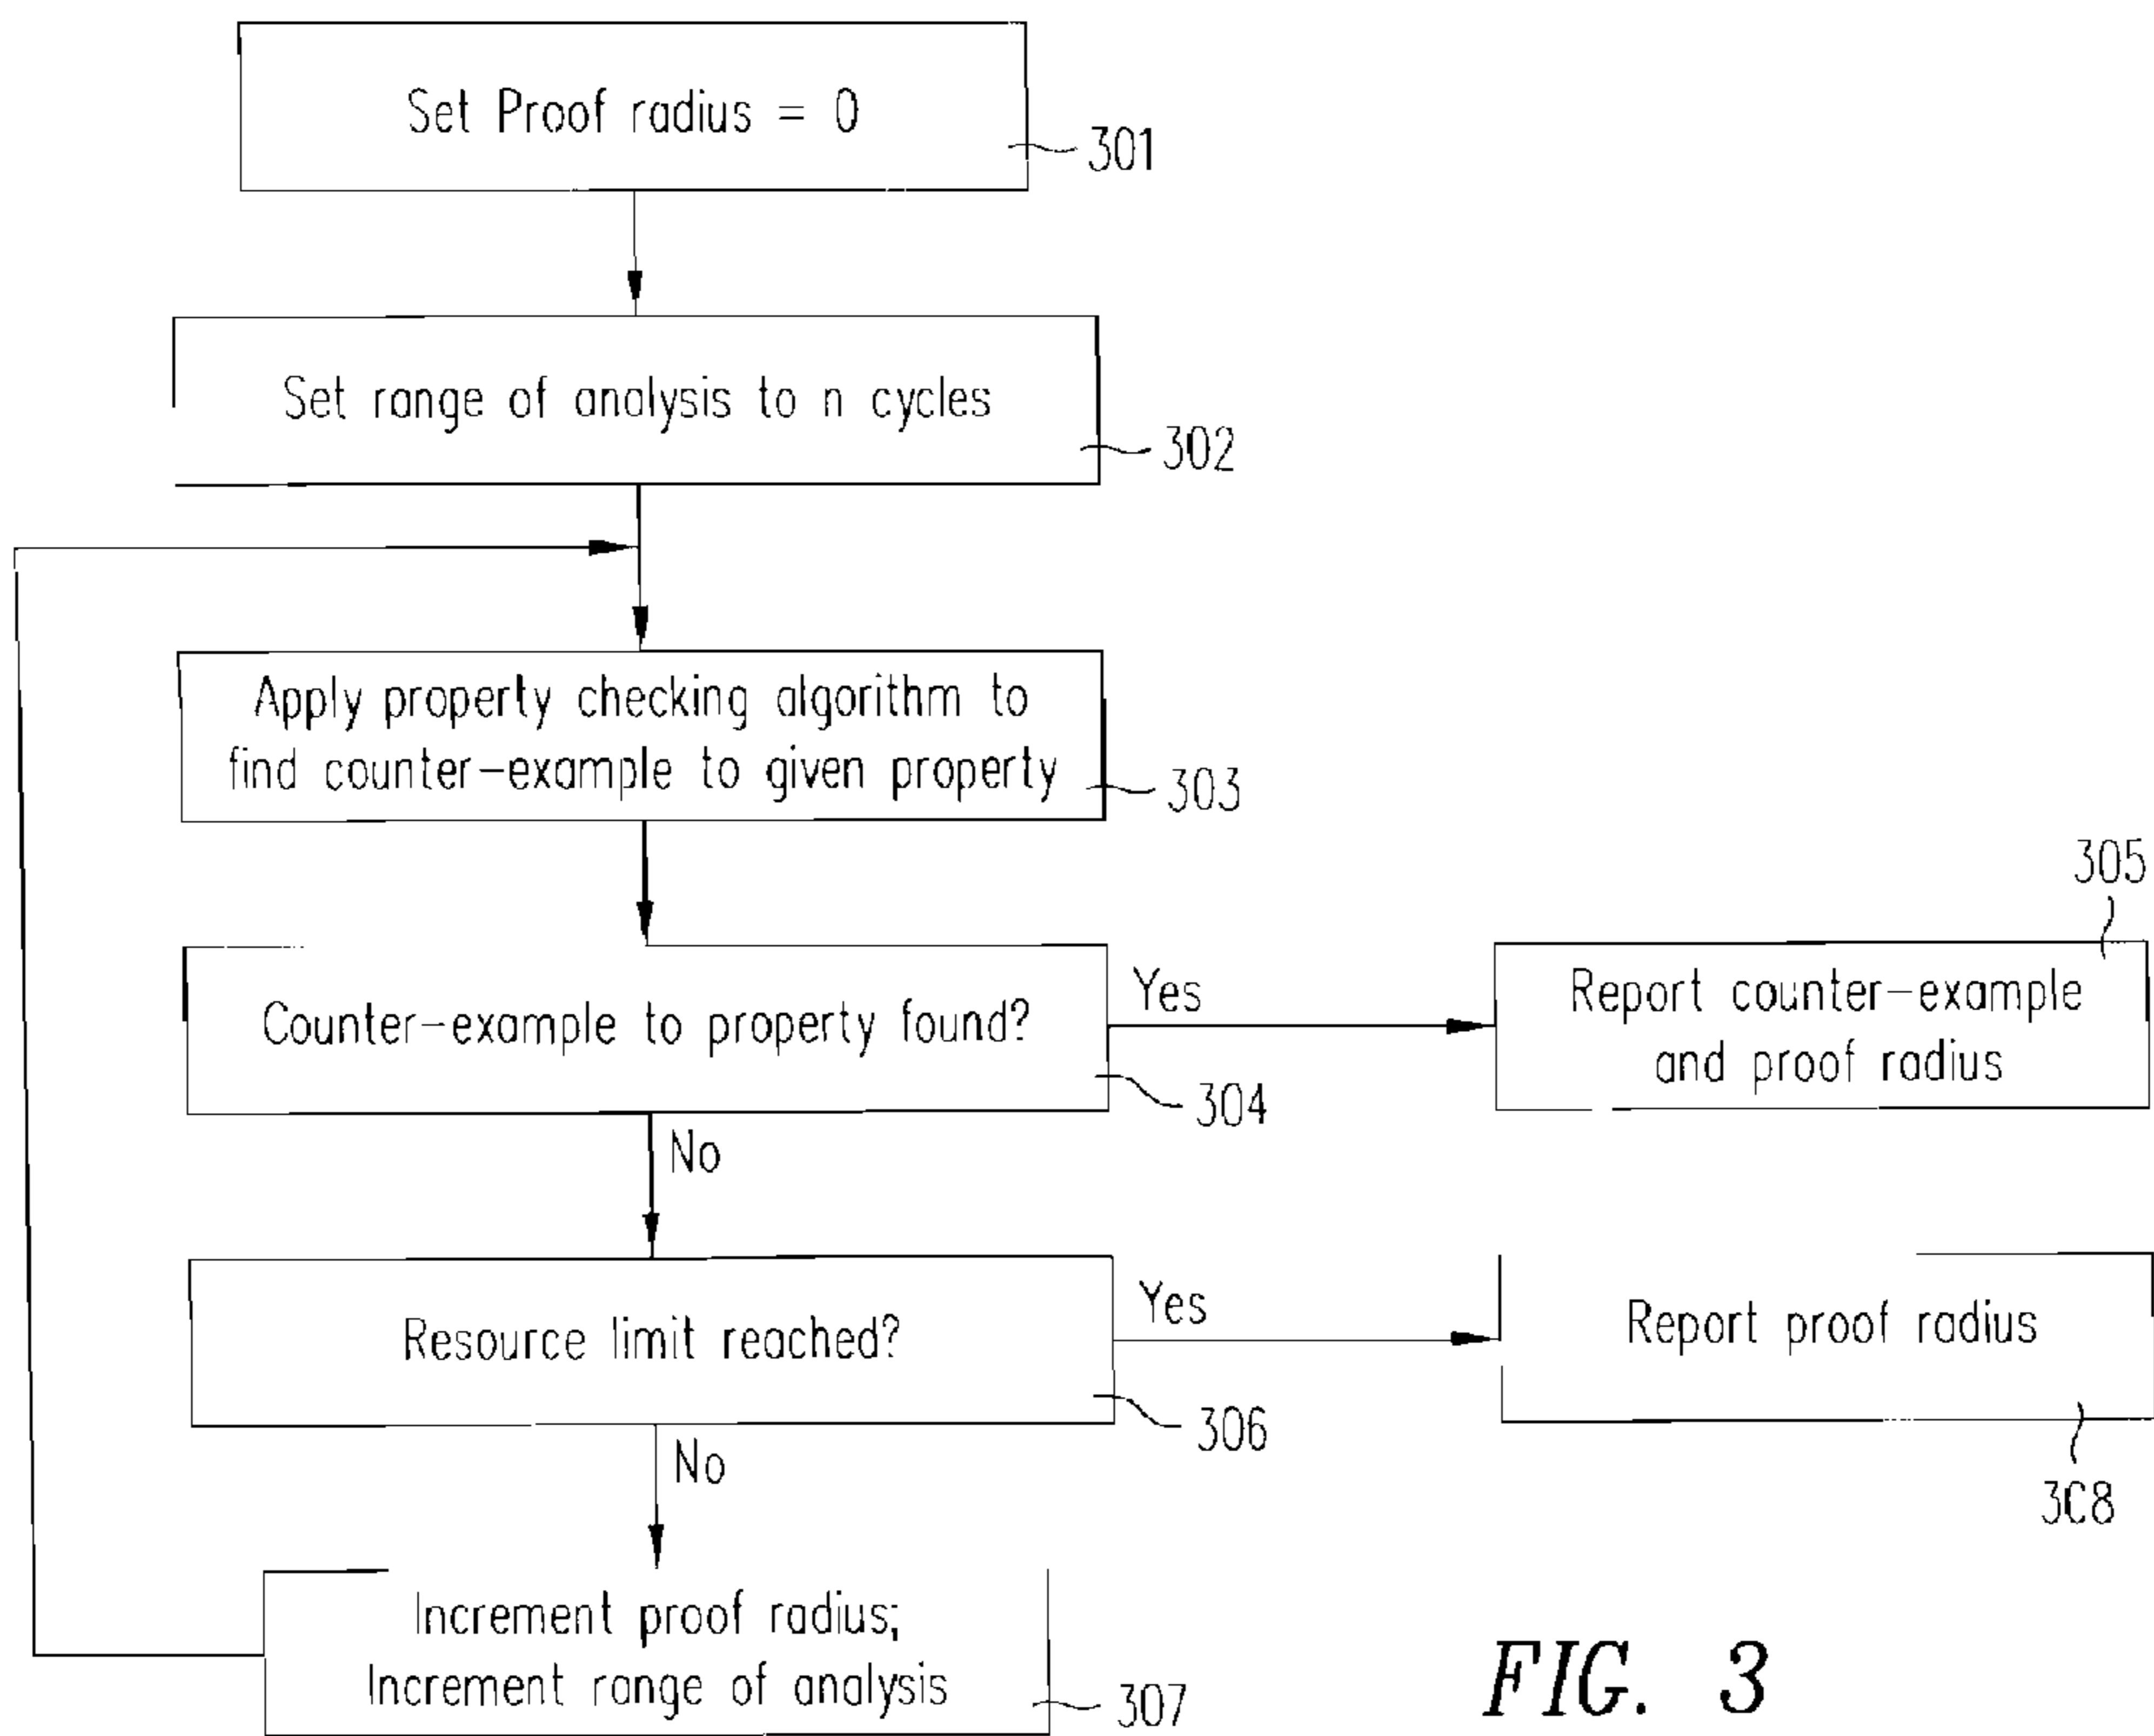 Set Proof radius = 0
301
Set range of analysis to n cycles
302
Apply property checking algorithm to
find counter-example to given property
303
Counter-example to property found?
304
Yes
305
Report counter-example
and proof radius
No
Resource limit reached?
306
Yes
Report proof radius
308
No
Increment proof radius;
Increment range of analysis
307
FIG. 3